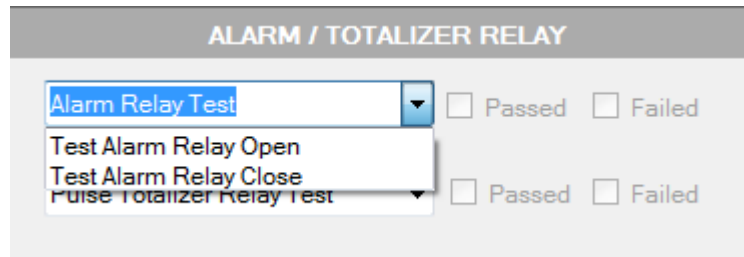 ALARM / TOTALIZER RELAY
Alarm Relay Test Passed Failed
Test Alarm Relay Open
Test Alarm Relay Close
Pulse Totalizer Relay Test Passed Failed